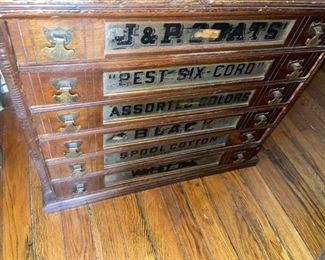 J & P. COATS'
"BEST SIX-CORD"
ASSORTED COLORS
BLACK
SPOOL COTTON